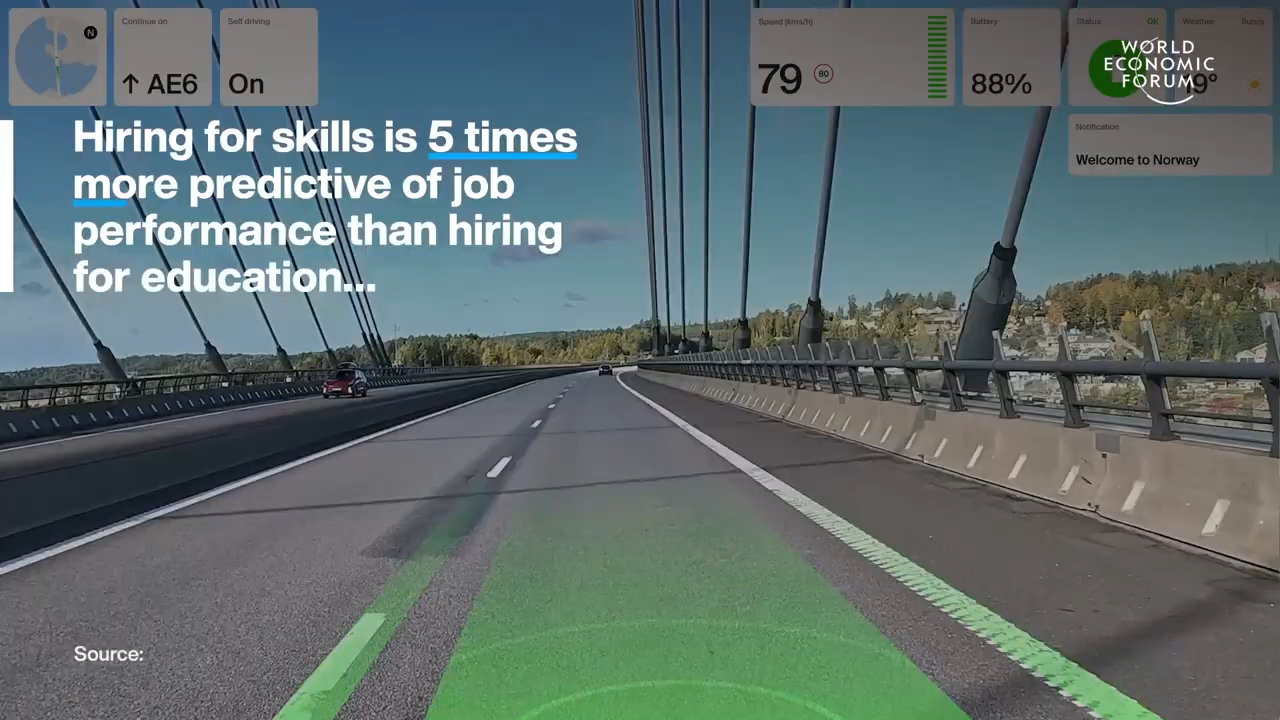 N
Continue on
↑ AE6
Self driving
On
Speed (kms/h)
79 80
Battery
88%
Status
OK
Weather
Sunny
19°
WORLD
ECONOMIC
FORUM
Notification
Welcome to Norway
Hiring for skills is 5 times
more predictive of job
performance than hiring
for education...
Source: